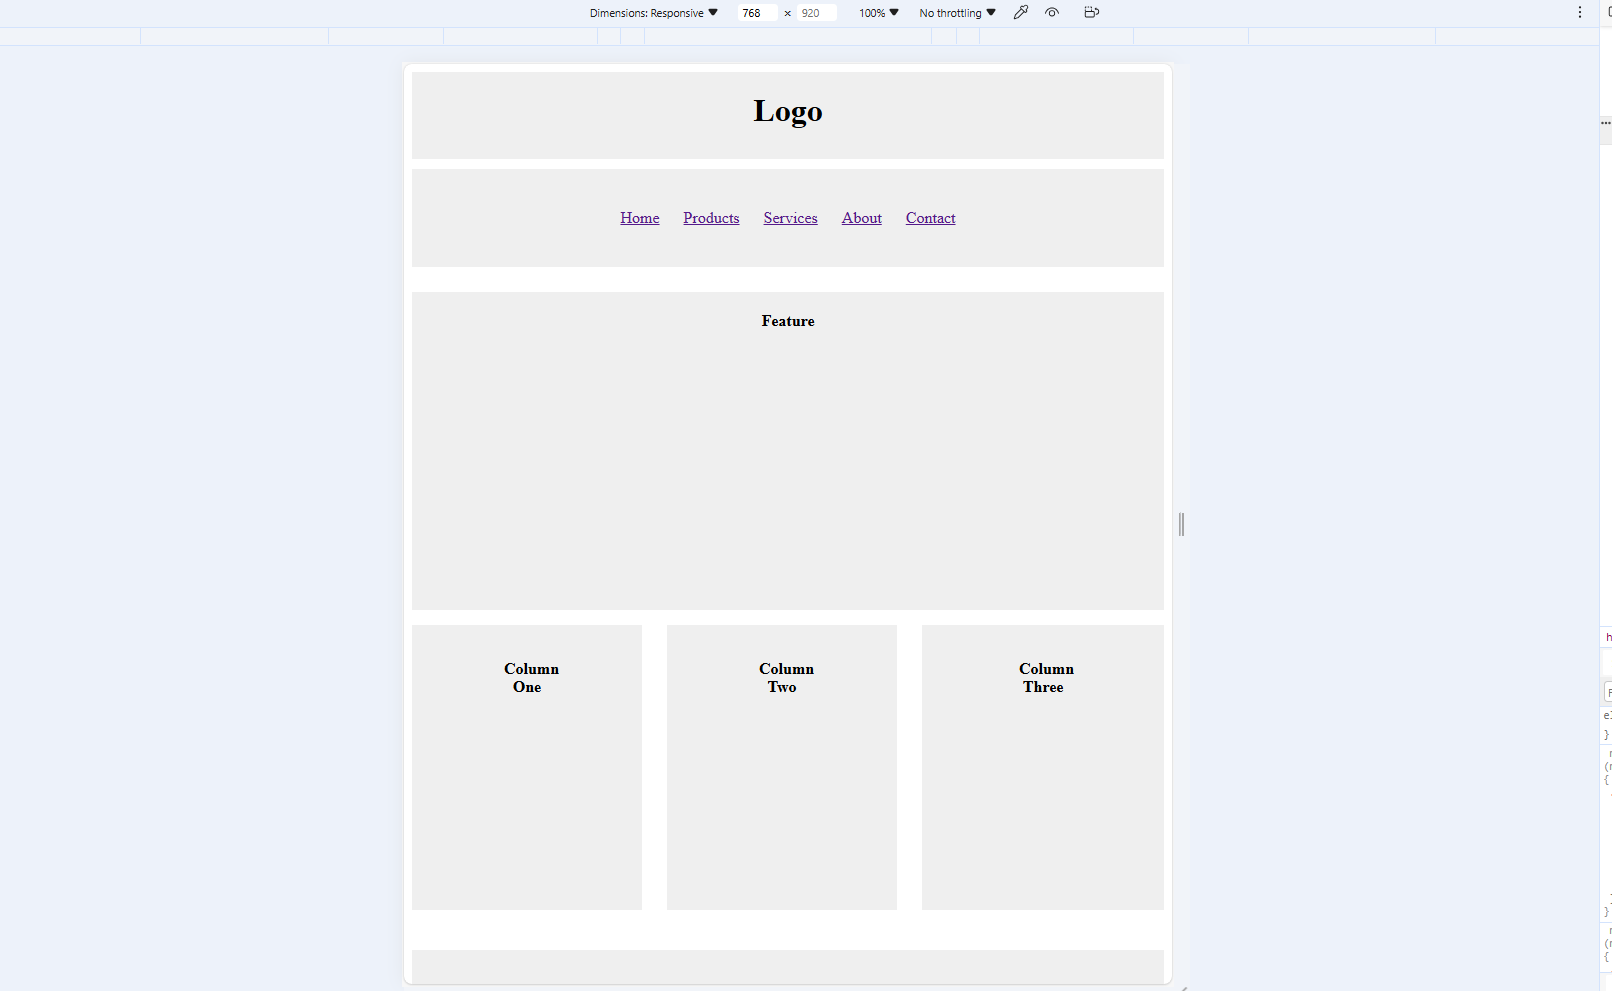 Dimensions: Responsive 768 × 920 100% No throttling
Logo
Home Products Services About Contact
Feature
Column One
Column Two
Column Three